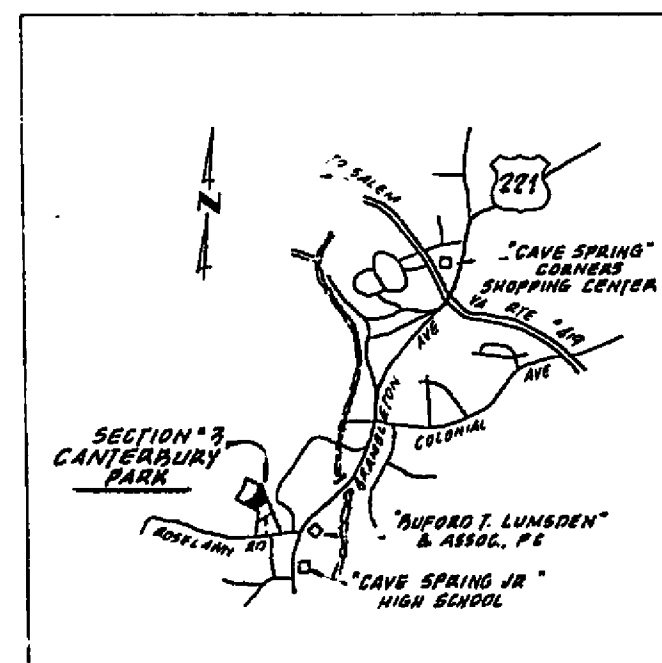 N
TO SALEM
221
"CAVE SPRING"
CORNERS
SHOPPING CENTER
VA RTE #419
AVE
BRAMBLETON
AVE
COLONIAL
SECTION #3
CANTERBURY
PARK
ROSELAWN RD
"BUFORD T. LUMSDEN"
& ASSOC., PC
"CAVE SPRING JR"
HIGH SCHOOL